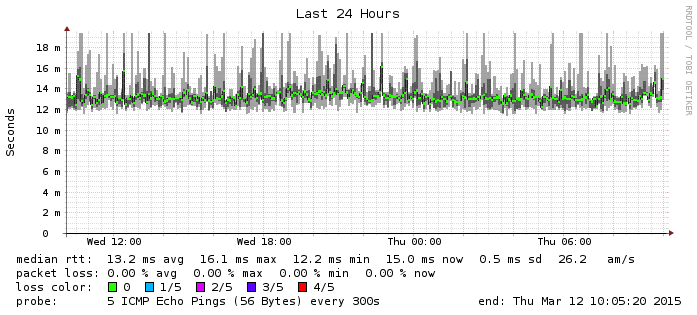 Last 24 Hours
RRDTOOL / TOBI OETIKER
Seconds
18 m
16 m
14 m
12 m
10 m
8 m
6 m
4 m
2 m
0
Wed 12:00 Wed 18:00 Thu 00:00 Thu 06:00
median rtt: 13.2 ms avg 16.1 ms max 12.2 ms min 15.0 ms now 0.5 ms sd 26.2 am/s
packet loss: 0.00 % avg 0.00 % max 0.00 % min 0.00 % now
loss color: 0 1/5 2/5 3/5 4/5
probe: 5 ICMP Echo Pings (56 Bytes) every 300s end: Thu Mar 12 10:05:20 2015